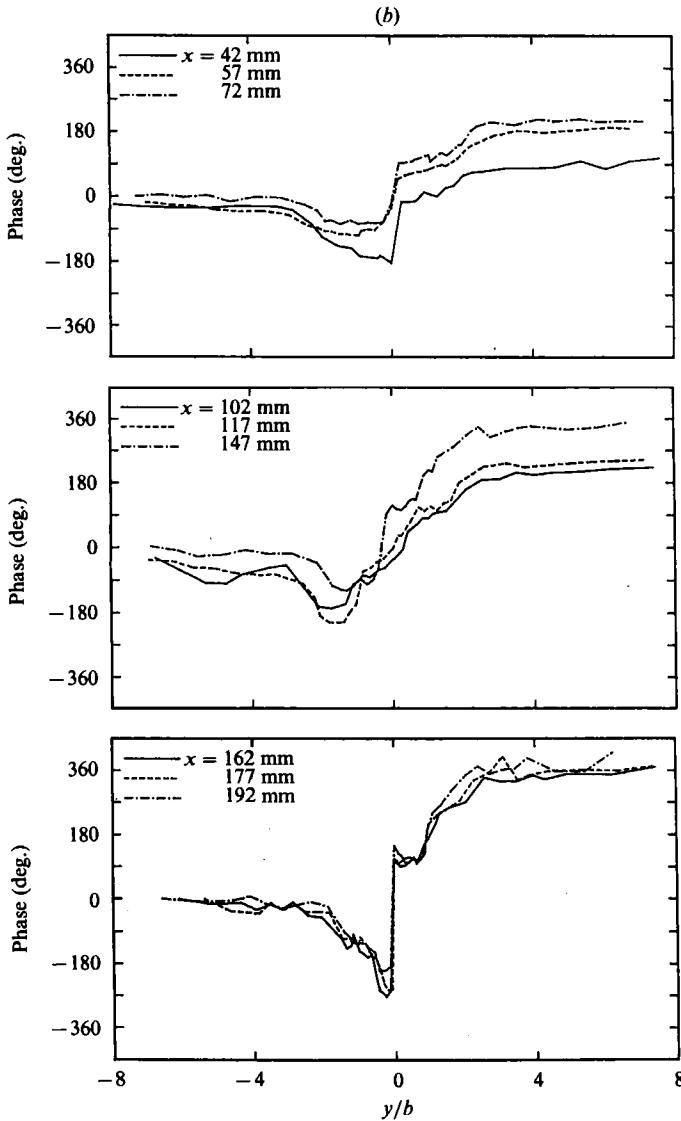 (b)
x = 42 mm
57 mm
72 mm
360
180
0
−180
−360
Phase (deg.)
x = 102 mm
117 mm
147 mm
360
180
0
−180
−360
Phase (deg.)
x = 162 mm
177 mm
192 mm
360
180
0
−180
−360
Phase (deg.)
−8 −4 0 4 8
y/b